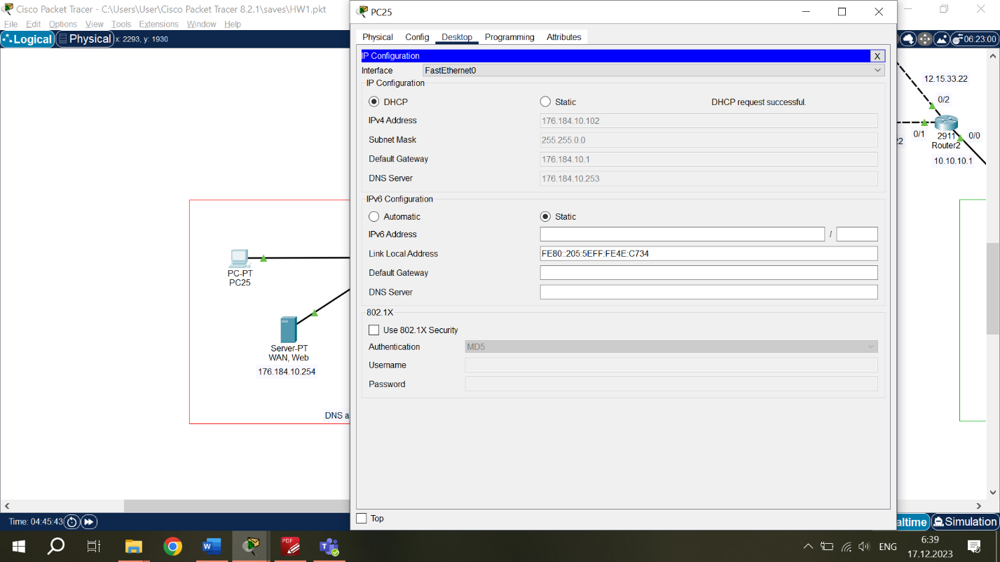 Cisco Packet Tracer - C:\Users\User\Cisco Packet Tracer 8.2.1\saves\HW1.pkt
File Edit Options View Tools Extensions Window Help
Logical Physical x: 2293, y: 1930
06:23:00
PC25
Physical Config Desktop Programming Attributes
IP Configuration X
Interface FastEthernet0
IP Configuration
DHCP Static DHCP request successful.
IPv4 Address 176.184.10.102
Subnet Mask 255.255.0.0
Default Gateway 176.184.10.1
DNS Server 176.184.10.253
IPv6 Configuration
Automatic Static
IPv6 Address /
Link Local Address FE80::205:5EFF:FE4E:C734
Default Gateway
DNS Server
802.1X
Use 802.1X Security
Authentication MD5
Username
Password
Top
12.15.33.22
0/2
0/1 2911 0/0
22
Router2
10.10.10.1
PC-PT
PC25
Server-PT
WAN, Web
176.184.10.254
DNS a
Time: 04:45:43
altime Simulation
W PDF
ENG
6:39
17.12.2023